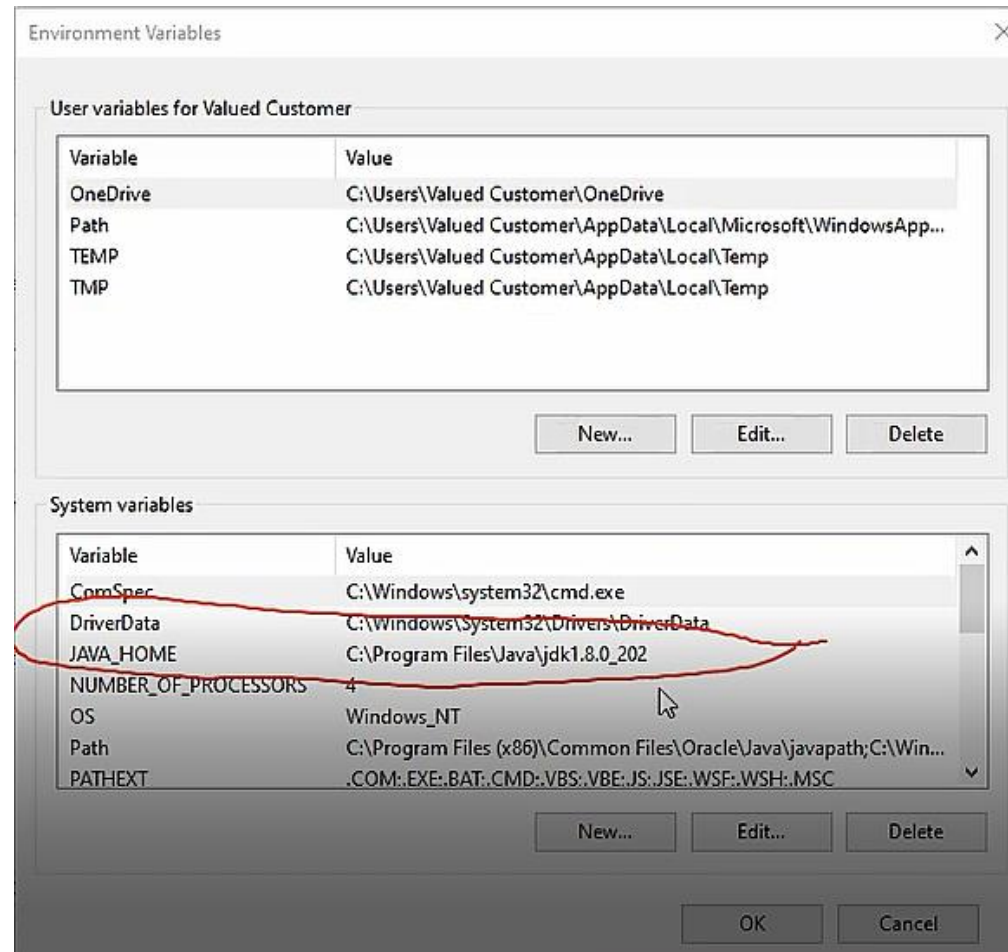 Environment Variables
User variables for Valued Customer
Variable Value
OneDrive C:\Users\Valued Customer\OneDrive
Path C:\Users\Valued Customer\AppData\Local\Microsoft\WindowsApp...
TEMP C:\Users\Valued Customer\AppData\Local\Temp
TMP C:\Users\Valued Customer\AppData\Local\Temp
New... Edit... Delete
System variables
Variable Value
ComSpec C:\Windows\system32\cmd.exe
DriverData C:\Windows\System32\Drivers\DriverData
JAVA_HOME C:\Program Files\Java\jdk1.8.0_202
NUMBER_OF_PROCESSORS 4
OS Windows_NT
Path C:\Program Files (x86)\Common Files\Oracle\Java\javapath;C:\Win...
PATHEXT .COM;.EXE;.BAT;.CMD;.VBS;.VBE;.JS;.JSE;.WSF;.WSH;.MSC
New... Edit... Delete
OK Cancel